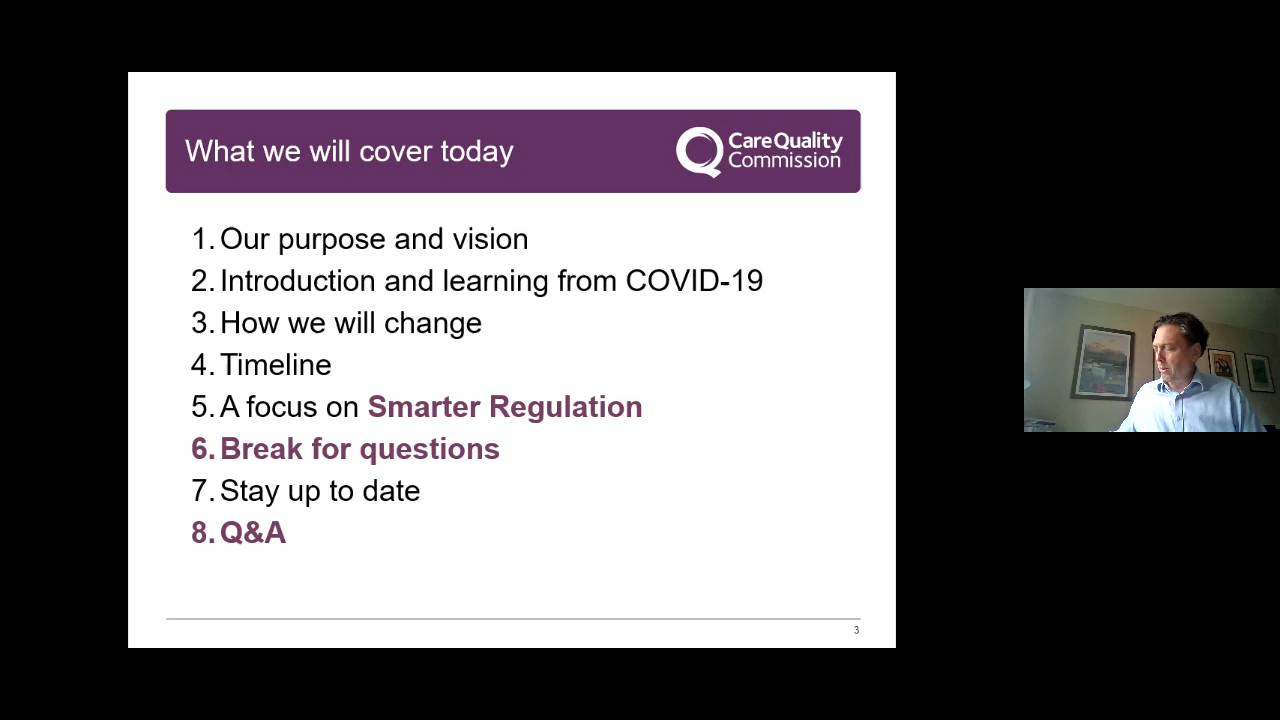 What we will cover today
CareQuality
Commission
1. Our purpose and vision
2. Introduction and learning from COVID-19
3. How we will change
4. Timeline
5. A focus on Smarter Regulation
6. Break for questions
7. Stay up to date
8. Q&A
3